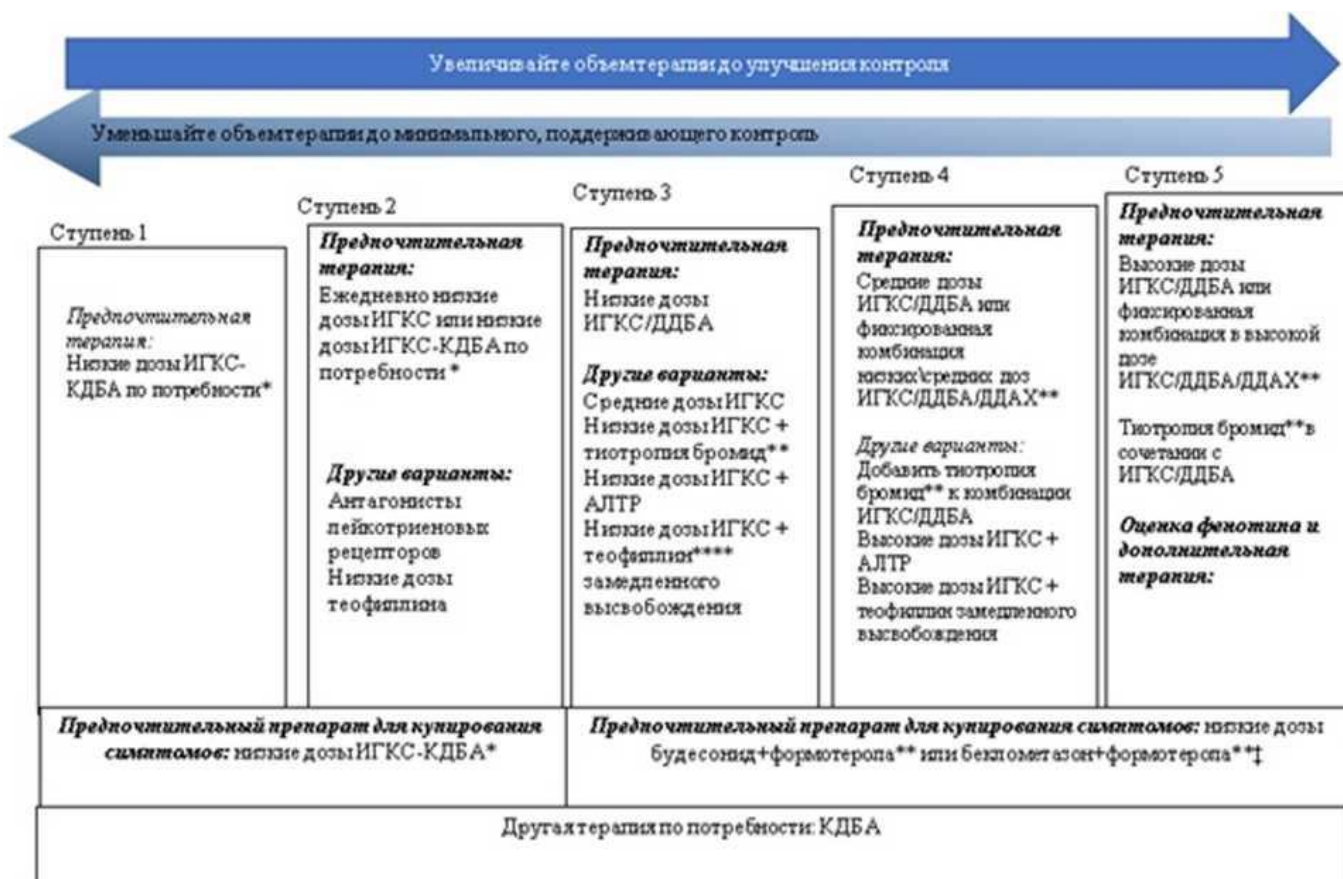 Увеличивайте объемтерапии до улучшения контроля
Уменьшайте объемтерапии до минимального, поддерживающего контроль
Ступень 1
Предпочтительная
терапия:
Низкие дозы ИГКС-
КДБА по потребности*
Ступень 2
Предпочтительная
терапия:
Ежедневно низкие
дозы ИГКС или низкие
дозы ИГКС-КДБА по
потребности *
Другие варианты:
Антагонисты
лейкотриеновых
рецепторов
Низкие дозы
теофиллина
Ступень 3
Предпочтительная
терапия:
Низкие дозы
ИГКС/ДДБА
Другие варианты:
Средние дозы ИГКС
Низкие дозы ИГКС +
тиотропия бромид**
Низкие дозы ИГКС +
АЛТР
Низкие дозы ИГКС +
теофиллин****
замедленного
высвобождения
Ступень 4
Предпочтительная
терапия:
Средние дозы
ИГКС/ДДБА или
фиксированная
комбинация
низких\средних доз
ИГКС/ДДБА/ДДАХ**
Другие варианты:
Добавить тиотропия
бромид** к комбинации
ИГКС/ДДБА
Высокие дозы ИГКС +
АЛТР
Высокие дозы ИГКС +
теофиллин замедленного
высвобождения
Ступень 5
Предпочтительная
терапия:
Высокие дозы
ИГКС/ДДБА или
фиксированная
комбинация в высокой
дозе
ИГКС/ДДБА/ДДАХ**
Тиотропия бромид**в
сочетании с
ИГКС/ДДБА
Оценка фенотипа и
дополнительная
терапия:
Предпочтительный препарат для купирования
симптомов: низкие дозы ИГКС-КДБА*
Предпочтительный препарат для купирования симптомов: низкие дозы
будесонид+формотерола** или беклометазон+формотерола**‡
Другая терапия по потребности: КДБА